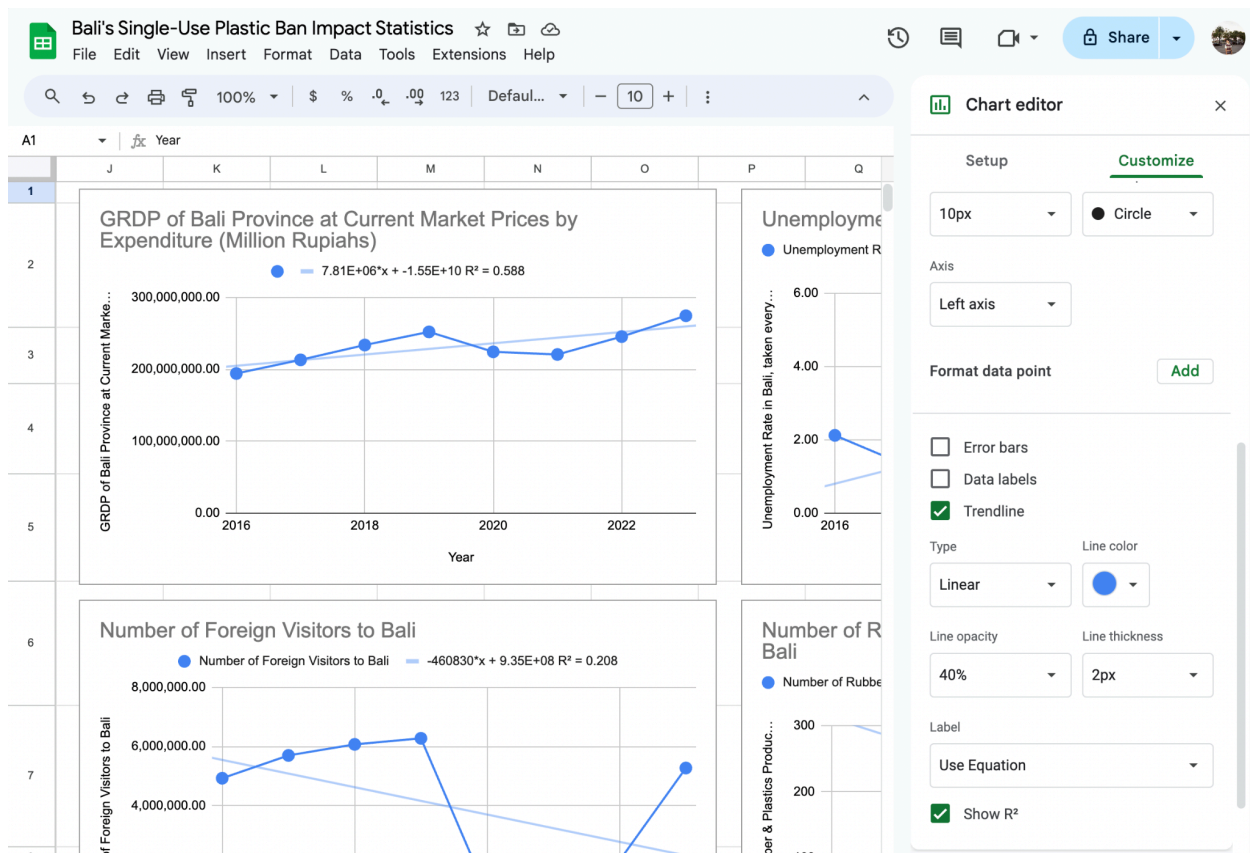 Bali's Single-Use Plastic Ban Impact Statistics
File Edit View Insert Format Data Tools Extensions Help
Share
100% $ % .0 .00 123 Defaul... 10
A1 fx Year
J K L M N O P Q
1
2
3
4
5
6
7
GRDP of Bali Province at Current Market Prices by
Expenditure (Million Rupiahs)
7.81E+06*x + -1.55E+10 R² = 0.588
GRDP of Bali Province at Current Marke...
300,000,000.00
200,000,000.00
100,000,000.00
0.00
2016 2018 2020 2022
Year
Unemployme
Unemployment R
Unemployment Rate in Bali, taken every...
6.00
4.00
2.00
0.00
2016
Number of Foreign Visitors to Bali
Number of Foreign Visitors to Bali -460830*x + 9.35E+08 R² = 0.208
of Foreign Visitors to Bali
8,000,000.00
6,000,000.00
4,000,000.00
Number of R
Bali
Number of Rubbe
ber & Plastics Produc...
300
200
Chart editor
Setup Customize
10px Circle
Axis
Left axis
Format data point Add
Error bars
Data labels
Trendline
Type Line color
Linear
Line opacity Line thickness
40% 2px
Label
Use Equation
Show R²